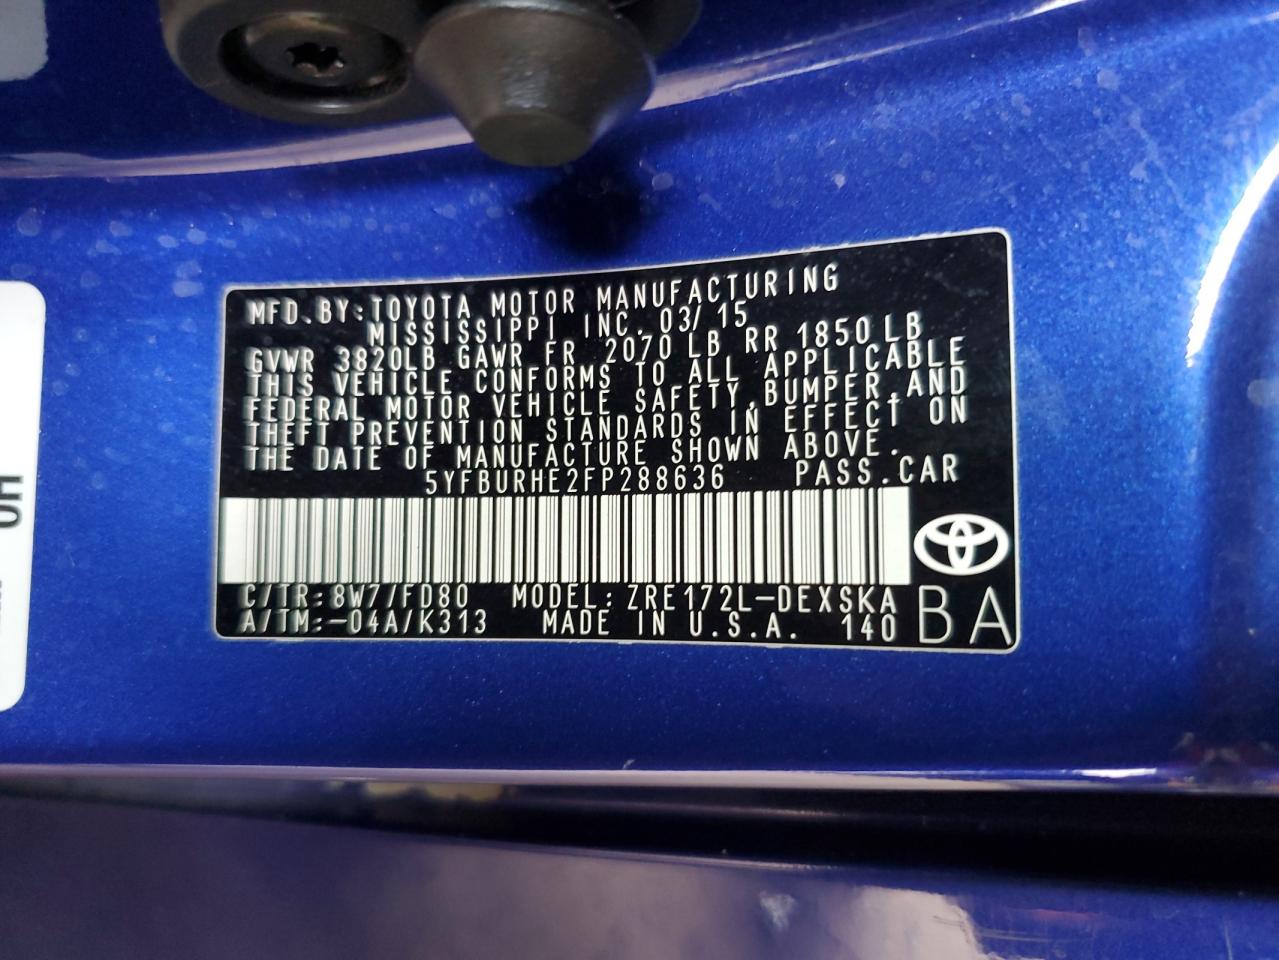 MFD.BY:TOYOTA MOTOR MANUFACTURING
MISSISSIPPI INC. 03/15
GVWR 3820LB GAWR FR 2070 LB RR 1850 LB
THIS VEHICLE CONFORMS TO ALL APPLICABLE
FEDERAL MOTOR VEHICLE SAFETY,BUMPER,AND
THEFT PREVENTION STANDARDS IN EFFECT ON
THE DATE OF MANUFACTURE SHOWN ABOVE.
5YFBURHE2FP288636 PASS.CAR
C/TR:8W77/FD80 MODEL:ZRE172L-DEXSKA
A/TM:-04A/K313 MADE IN U.S.A. 140
BA